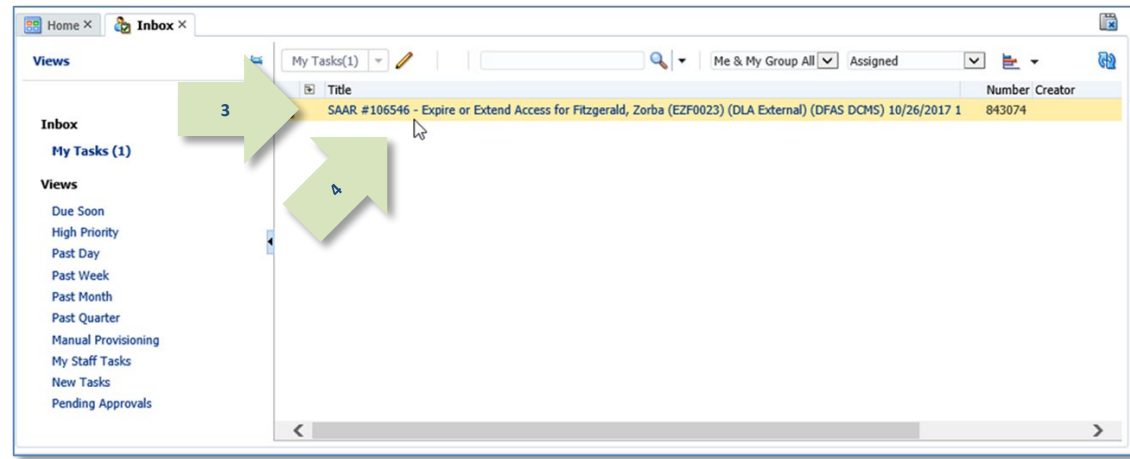 Home
Inbox
Views
My Tasks(1)
Me & My Group All
Assigned
Title
Number
Creator
3
SAAR #106546 - Expire or Extend Access for Fitzgerald, Zorba (EZF0023) (DLA External) (DFAS DCMS) 10/26/2017 1
843074
Inbox
My Tasks (1)
4
Views
Due Soon
High Priority
Past Day
Past Week
Past Month
Past Quarter
Manual Provisioning
My Staff Tasks
New Tasks
Pending Approvals